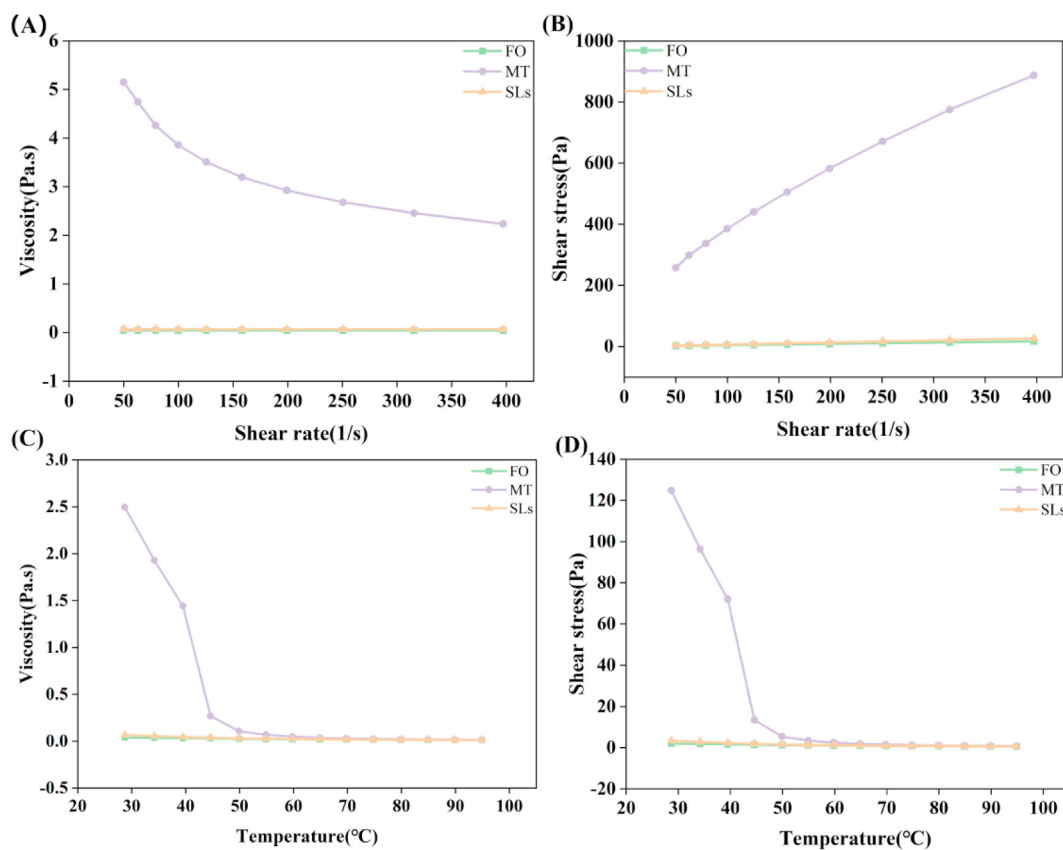 (A)
6
5
4
3
2
1
0
-1
Viscosity(Pa.s)
0 50 100 150 200 250 300 350 400
Shear rate(1/s)
FO
MT
SLs
(B)
1000
800
600
400
200
0
Shear stress(Pa)
0 50 100 150 200 250 300 350 400
Shear rate(1/s)
FO
MT
SLs
(C)
3.0
2.5
2.0
1.5
1.0
0.5
0.0
-0.5
Viscosity(Pa.s)
20 30 40 50 60 70 80 90 100
Temperature(℃)
FO
MT
SLs
(D)
140
120
100
80
60
40
20
0
-20
Shear stress(Pa)
20 30 40 50 60 70 80 90 100
Temperature(℃)
FO
MT
SLs